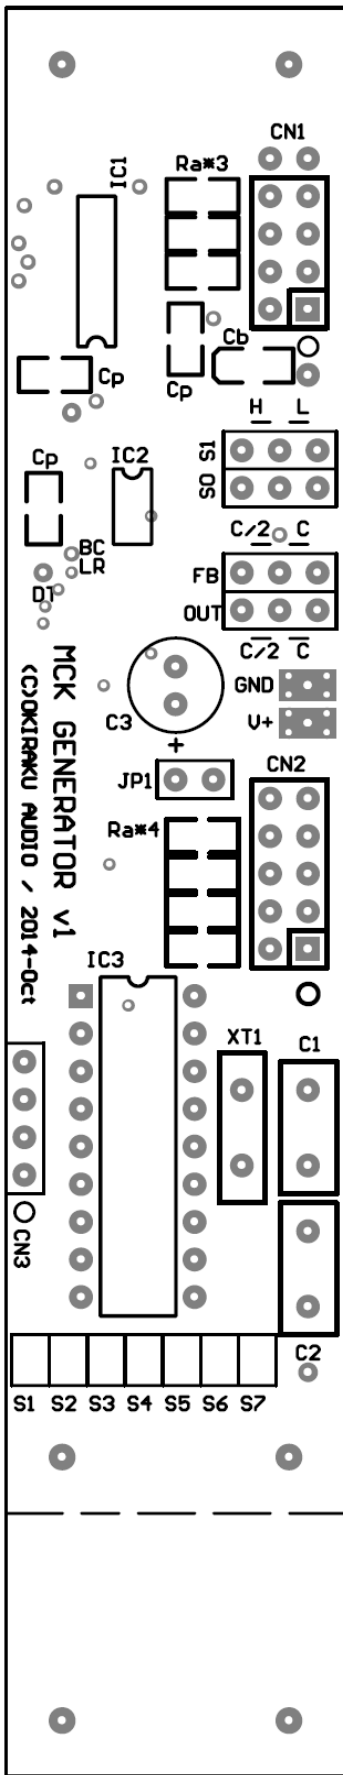 CN1
IC1
Ra*3
Cp
Cb
Cp
H L
Cp
IC2
S1
S0
C/2 C
BC
LR
DT
FB
OUT
C/2 C
GND
V+
C3
+
MCK GENERATOR v1
(C)OKIRAKU AUDIO / 2014-Oct
JP1
CN2
Ra*4
IC3
XT1
C1
CN3
C2
S1 S2 S3 S4 S5 S6 S7